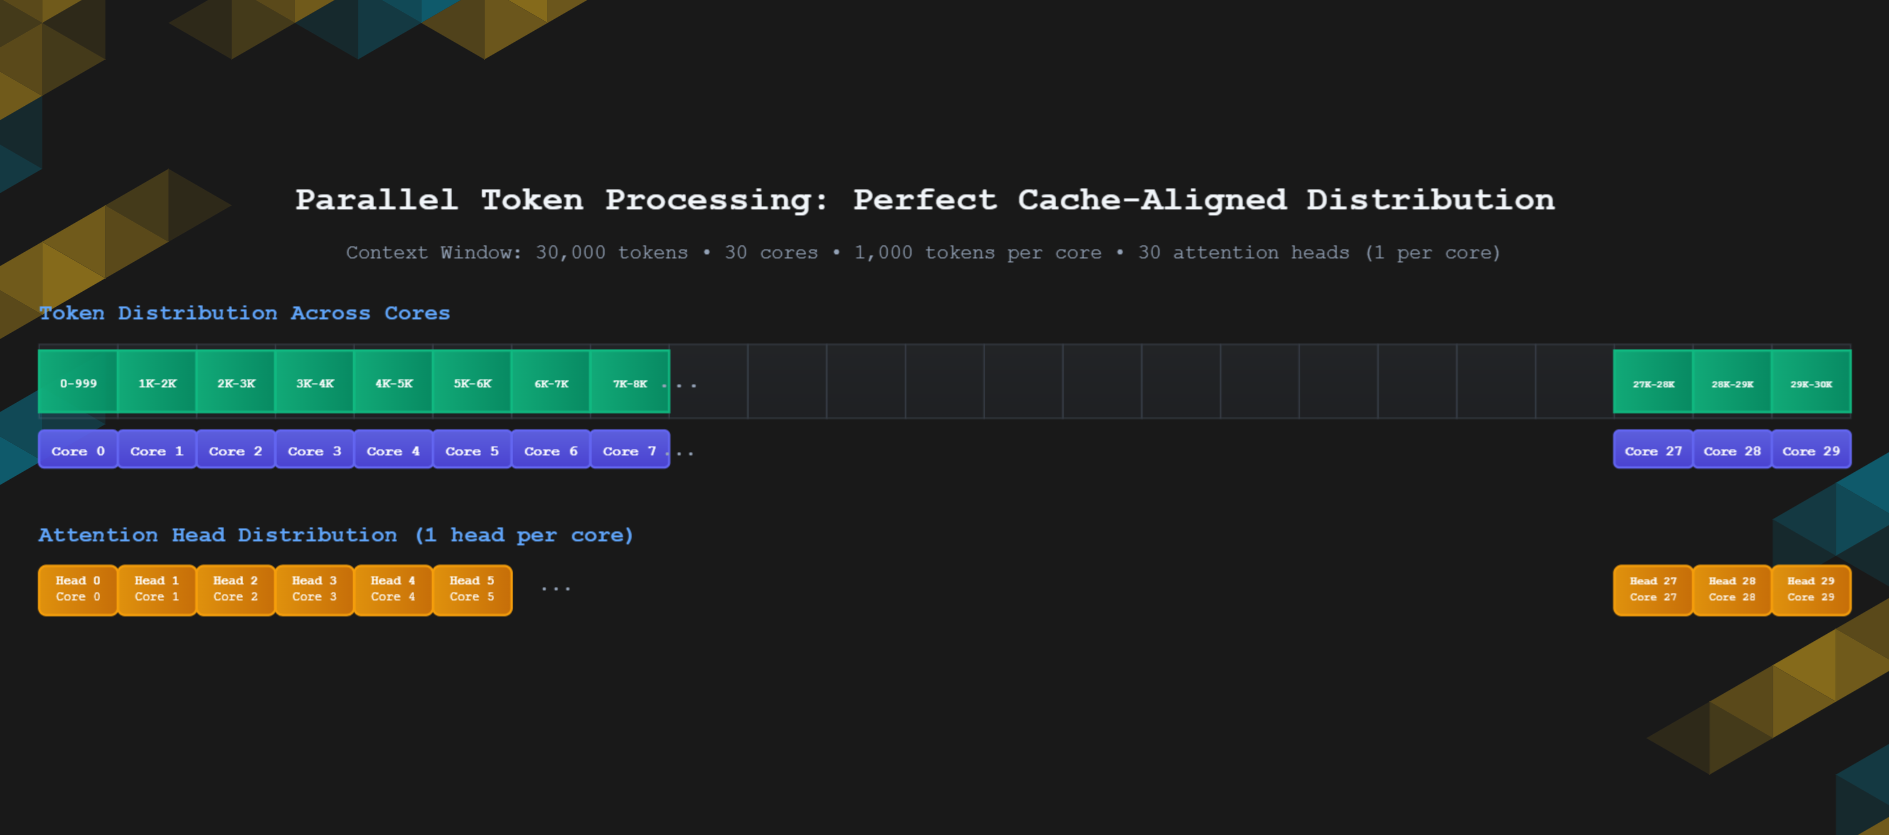 Parallel Token Processing: Perfect Cache-Aligned Distribution
Context Window: 30,000 tokens • 30 cores • 1,000 tokens per core • 30 attention heads (1 per core)
Token Distribution Across Cores
0-999 1K-2K 2K-3K 3K-4K 4K-5K 5K-6K 6K-7K 7K-8K ... 27K-28K 28K-29K 29K-30K
Core 0 Core 1 Core 2 Core 3 Core 4 Core 5 Core 6 Core 7 ... Core 27 Core 28 Core 29
Attention Head Distribution (1 head per core)
Head 0 Head 1 Head 2 Head 3 Head 4 Head 5 ... Head 27 Head 28 Head 29
Core 0 Core 1 Core 2 Core 3 Core 4 Core 5 Core 27 Core 28 Core 29